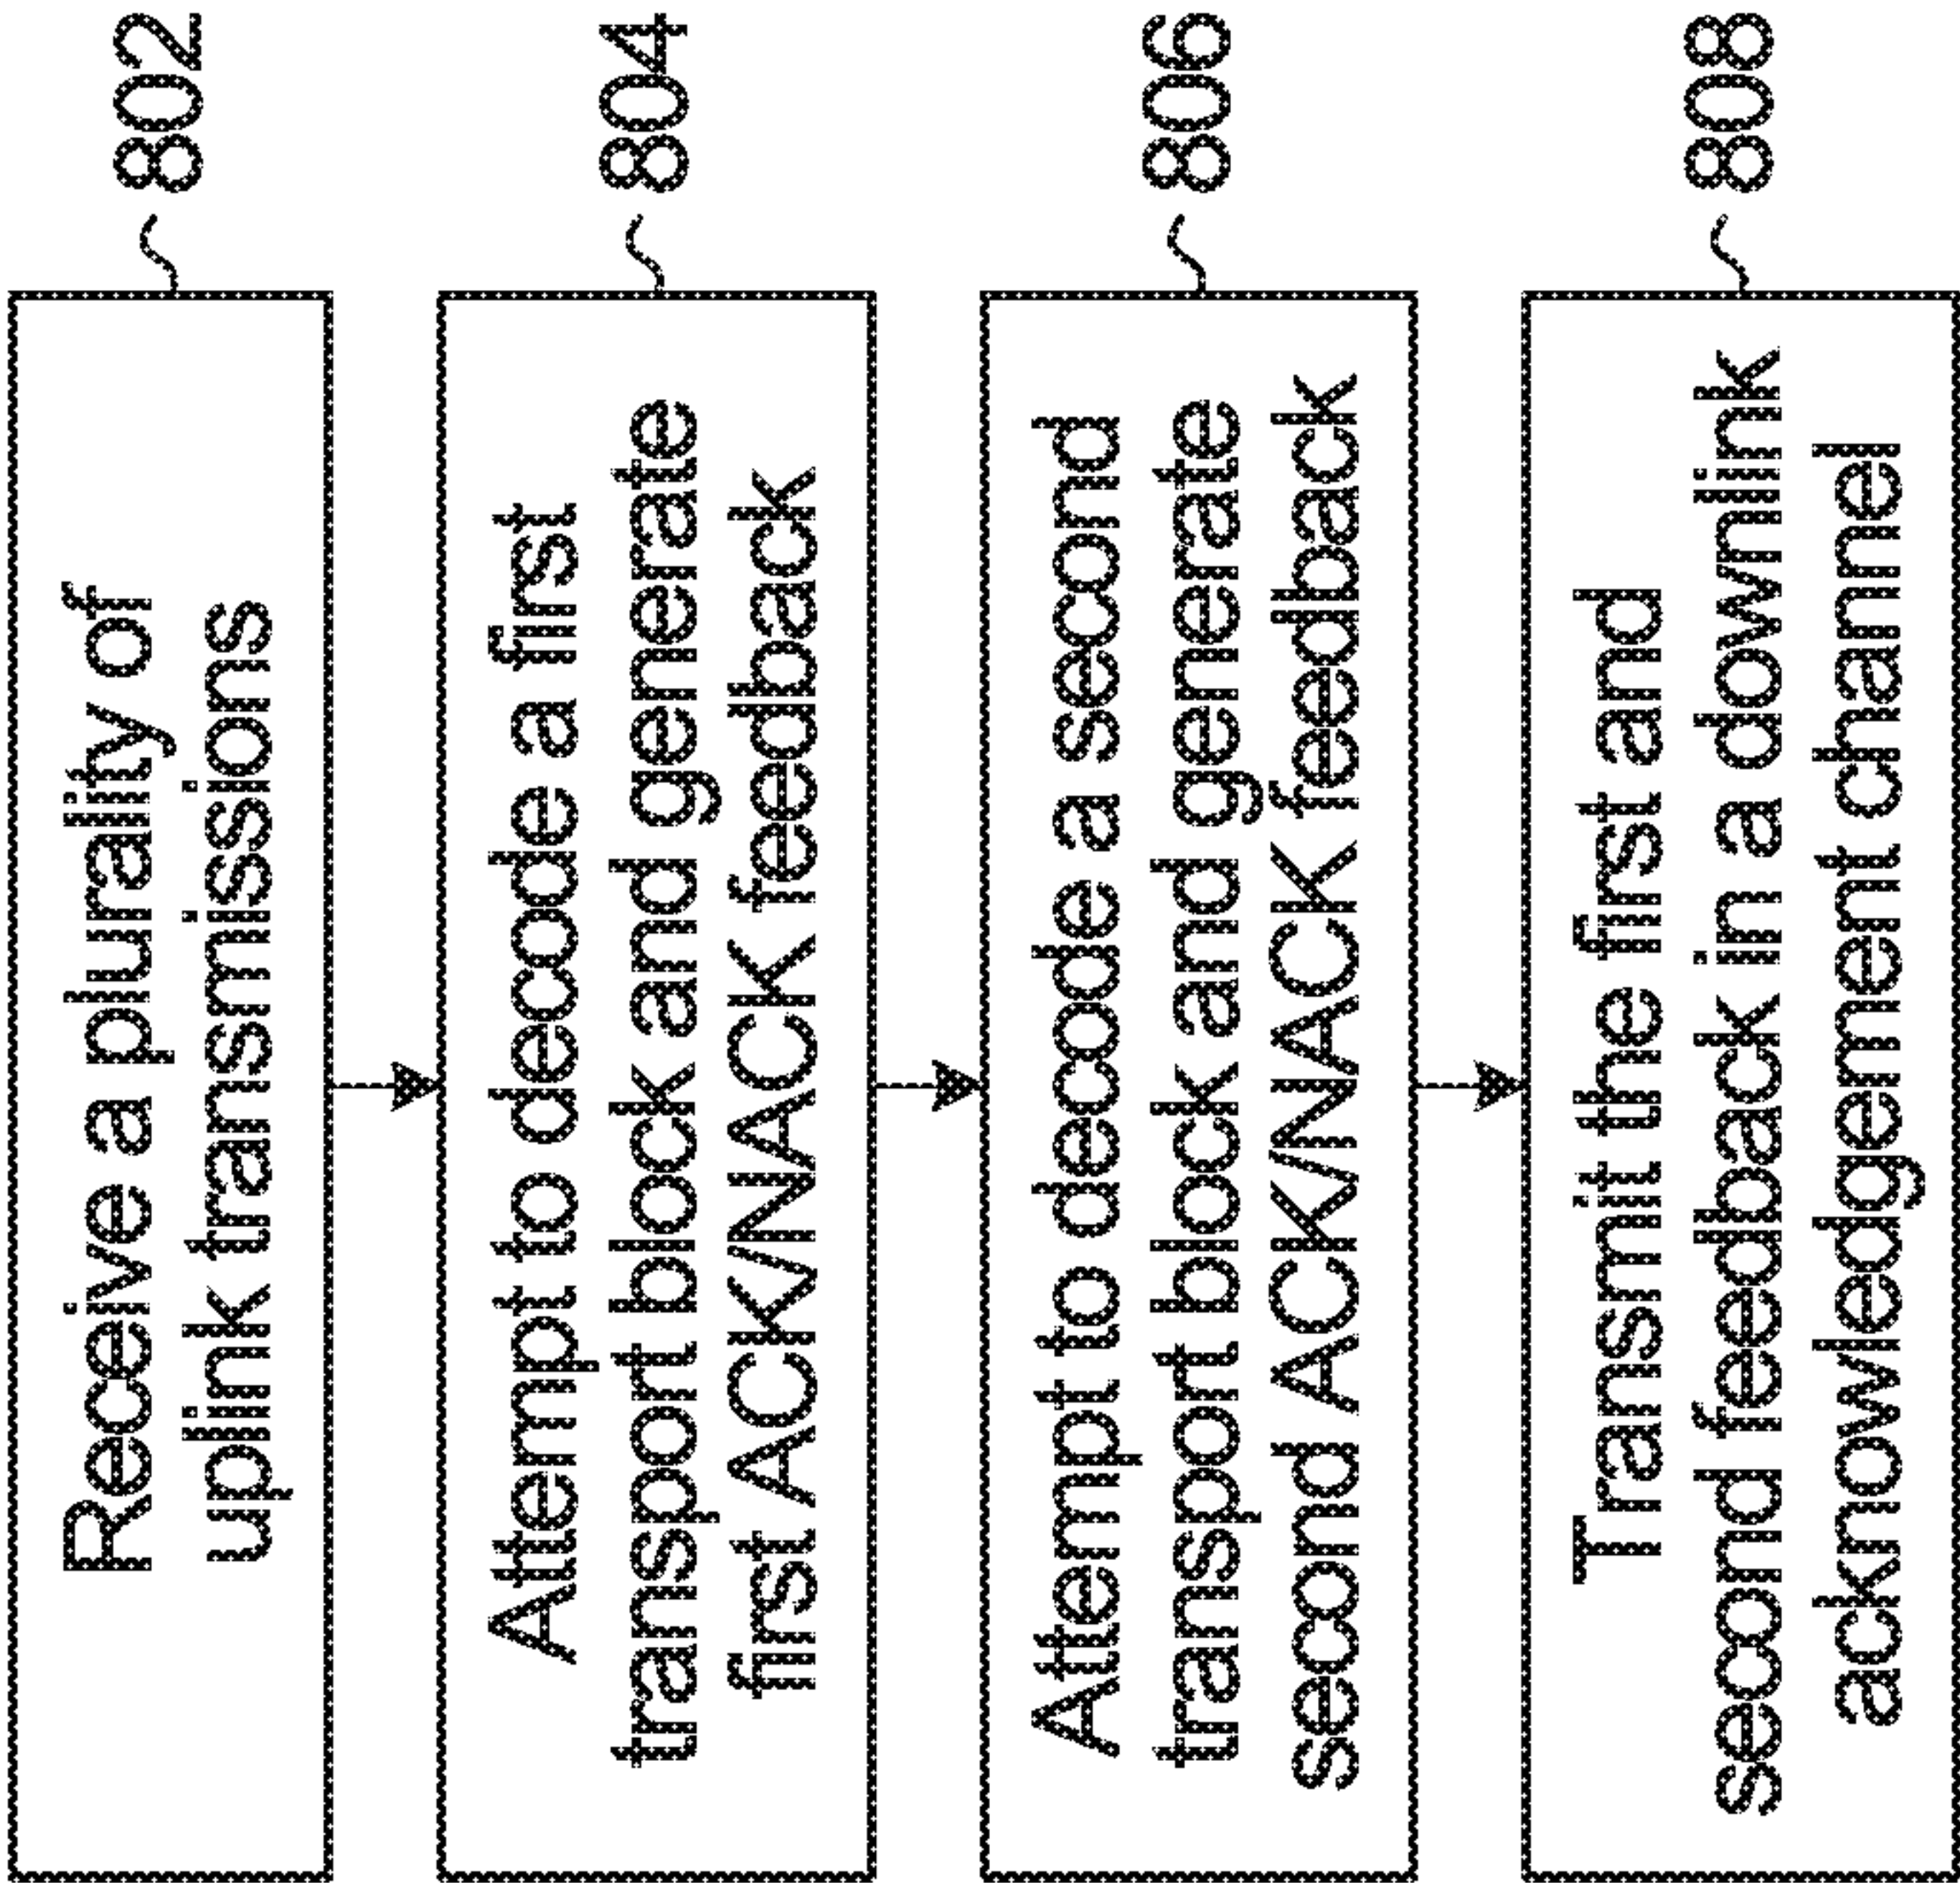 Receive a plurality of
uplink transmissions
802
Attempt to decode a first
transport block and generate
first ACK/NACK feedback
804
Attempt to decode a second
transport block and generate
second ACK/NACK feedback
806
Transmit the first and
second feedback in a downlink
acknowledgement channel
808